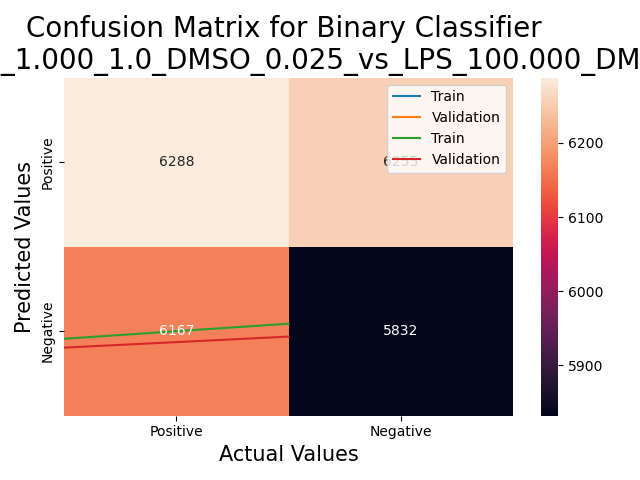 Confusion Matrix for Binary Classifier
_1.000_1.0_DMSO_0.025_vs_LPS_100.000_DM
Train
Validation
Train
Validation
Positive
Negative
Predicted Values
6288
6167
5832
Positive
Negative
Actual Values
6200
6100
6000
5900